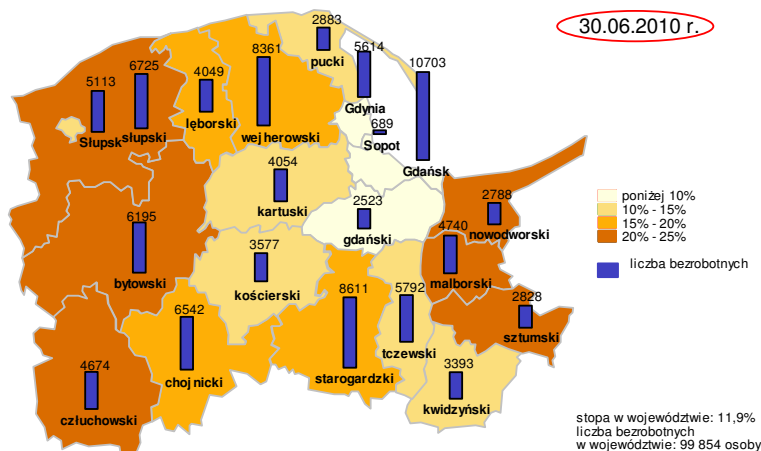 30.06.2010 r.
2883
pucki
5614
Gdynia
10703
Gdańsk
689
Sopot
8361
wejherowski
4049
lęborski
6725
słupski
5113
Słupsk
4054
kartuski
2523
gdański
2788
nowodworski
4740
malborski
6195
bytowski
3577
kościerski
8611
starogardzki
5792
tczewski
2828
sztumski
6542
chojnicki
4674
człuchowski
3393
kwidzyński
poniżej 10%
10% - 15%
15% - 20%
20% - 25%
liczba bezrobotnych
stopa w województwie: 11,9%
liczba bezrobotnych
w województwie: 99 854 osoby